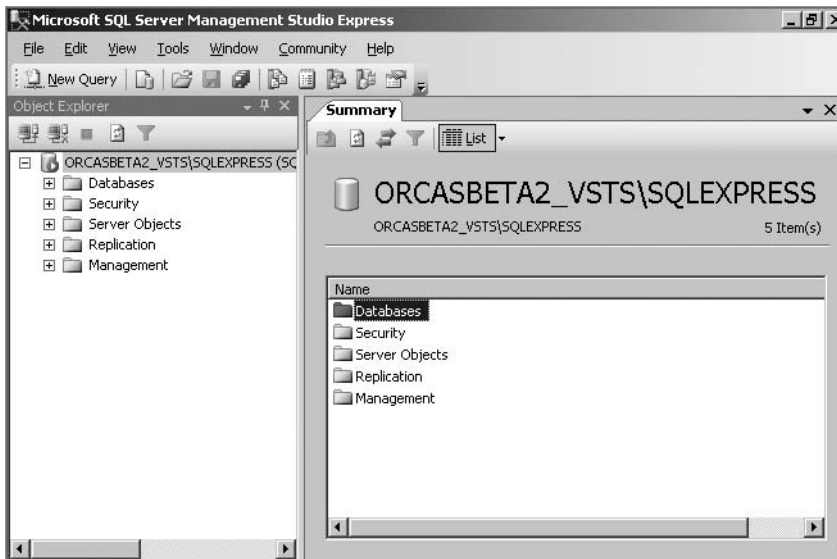 Microsoft SQL Server Management Studio Express
File Edit View Tools Window Community Help
New Query
Object Explorer
ORCASBETA2_VSTS\SQLEXPRESS (SQ
Databases
Security
Server Objects
Replication
Management
Summary
List
ORCASBETA2_VSTS\SQLEXPRESS
ORCASBETA2_VSTS\SQLEXPRESS 5 Item(s)
Name
Databases
Security
Server Objects
Replication
Management